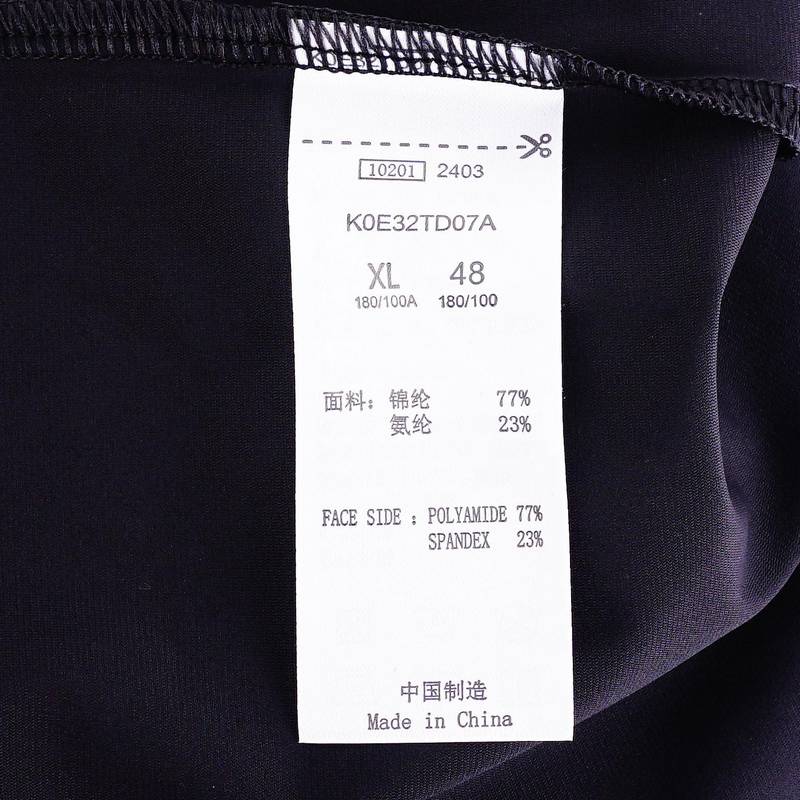 10201 2403
K0E32TD07A
XL 48
180/100A 180/100
面料：锦纶 77%
氨纶 23%
FACE SIDE : POLYAMIDE 77%
SPANDEX 23%
中国制造
Made in China